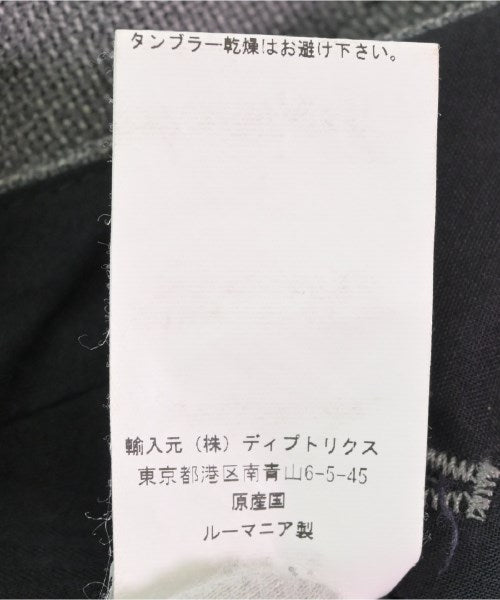 タンブラー乾燥はお避け下さい。
輸入元（株）ディプトリクス
東京都港区南青山6-5-45
原産国
ルーマニア製